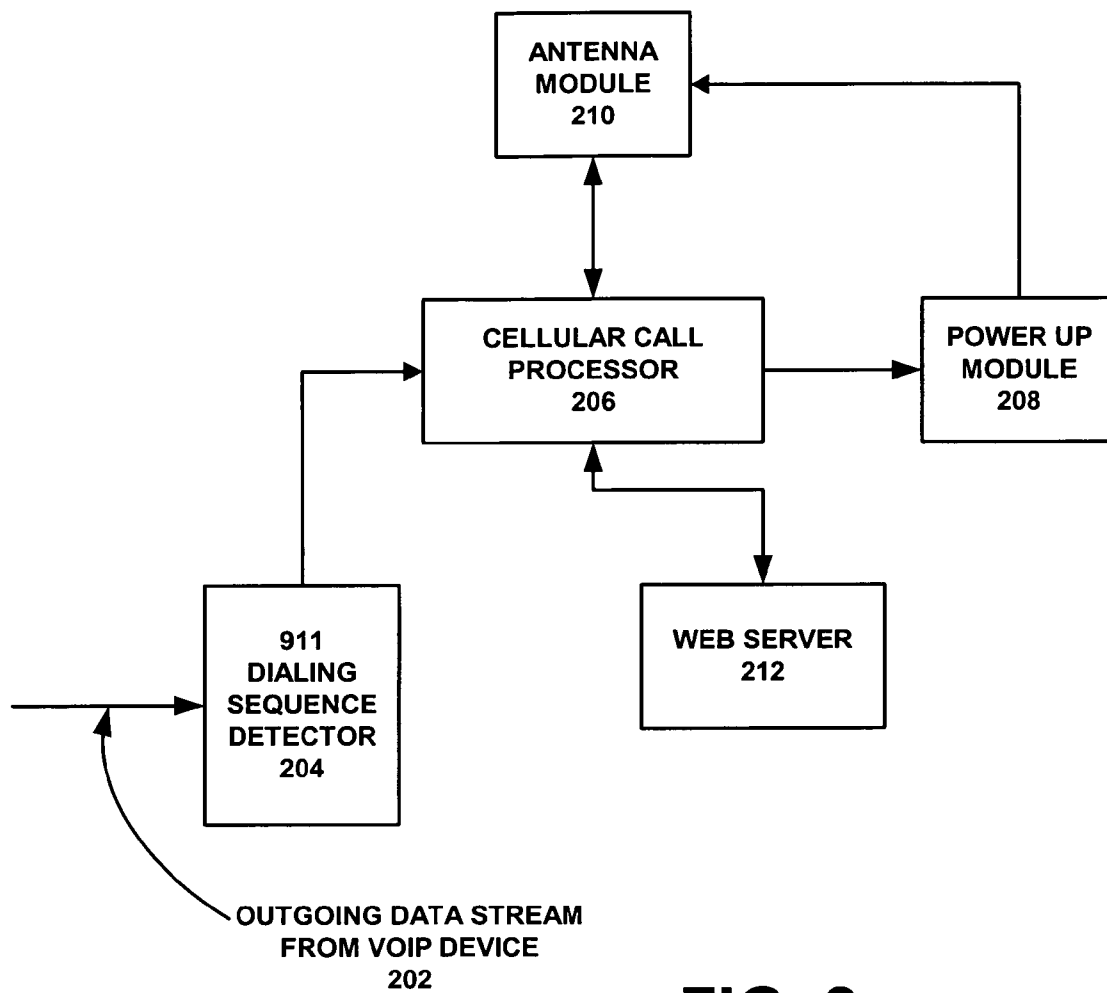 ANTENNA
MODULE
210
CELLULAR CALL
PROCESSOR
206
POWER UP
MODULE
208
911
DIALING
SEQUENCE
DETECTOR
204
WEB SERVER
212
OUTGOING DATA STREAM
FROM VOIP DEVICE
202